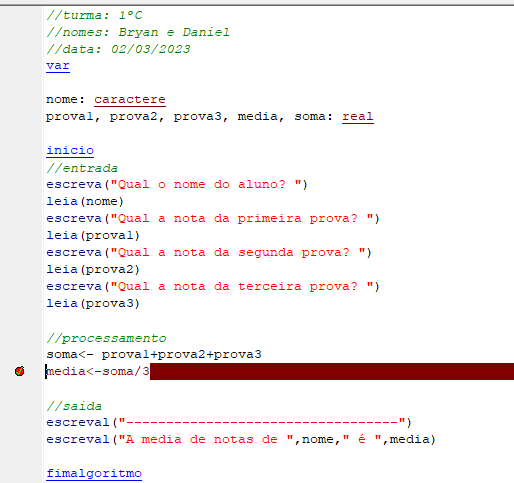 //turma: 1ºC
//nomes: Bryan e Daniel
//data: 02/03/2023
var
nome: caractere
prova1, prova2, prova3, media, soma: real
inicio
//entrada
escreva("Qual o nome do aluno? ")
leia(nome)
escreva("Qual a nota da primeira prova? ")
leia(prova1)
escreva("Qual a nota da segunda prova? ")
leia(prova2)
escreva("Qual a nota da terceira prova? ")
leia(prova3)
//processamento
soma<- prova1+prova2+prova3
media<-soma/3
//saida
escreval("----------------------------------")
escreval("A media de notas de ",nome," é ",media)
fimalgoritmo